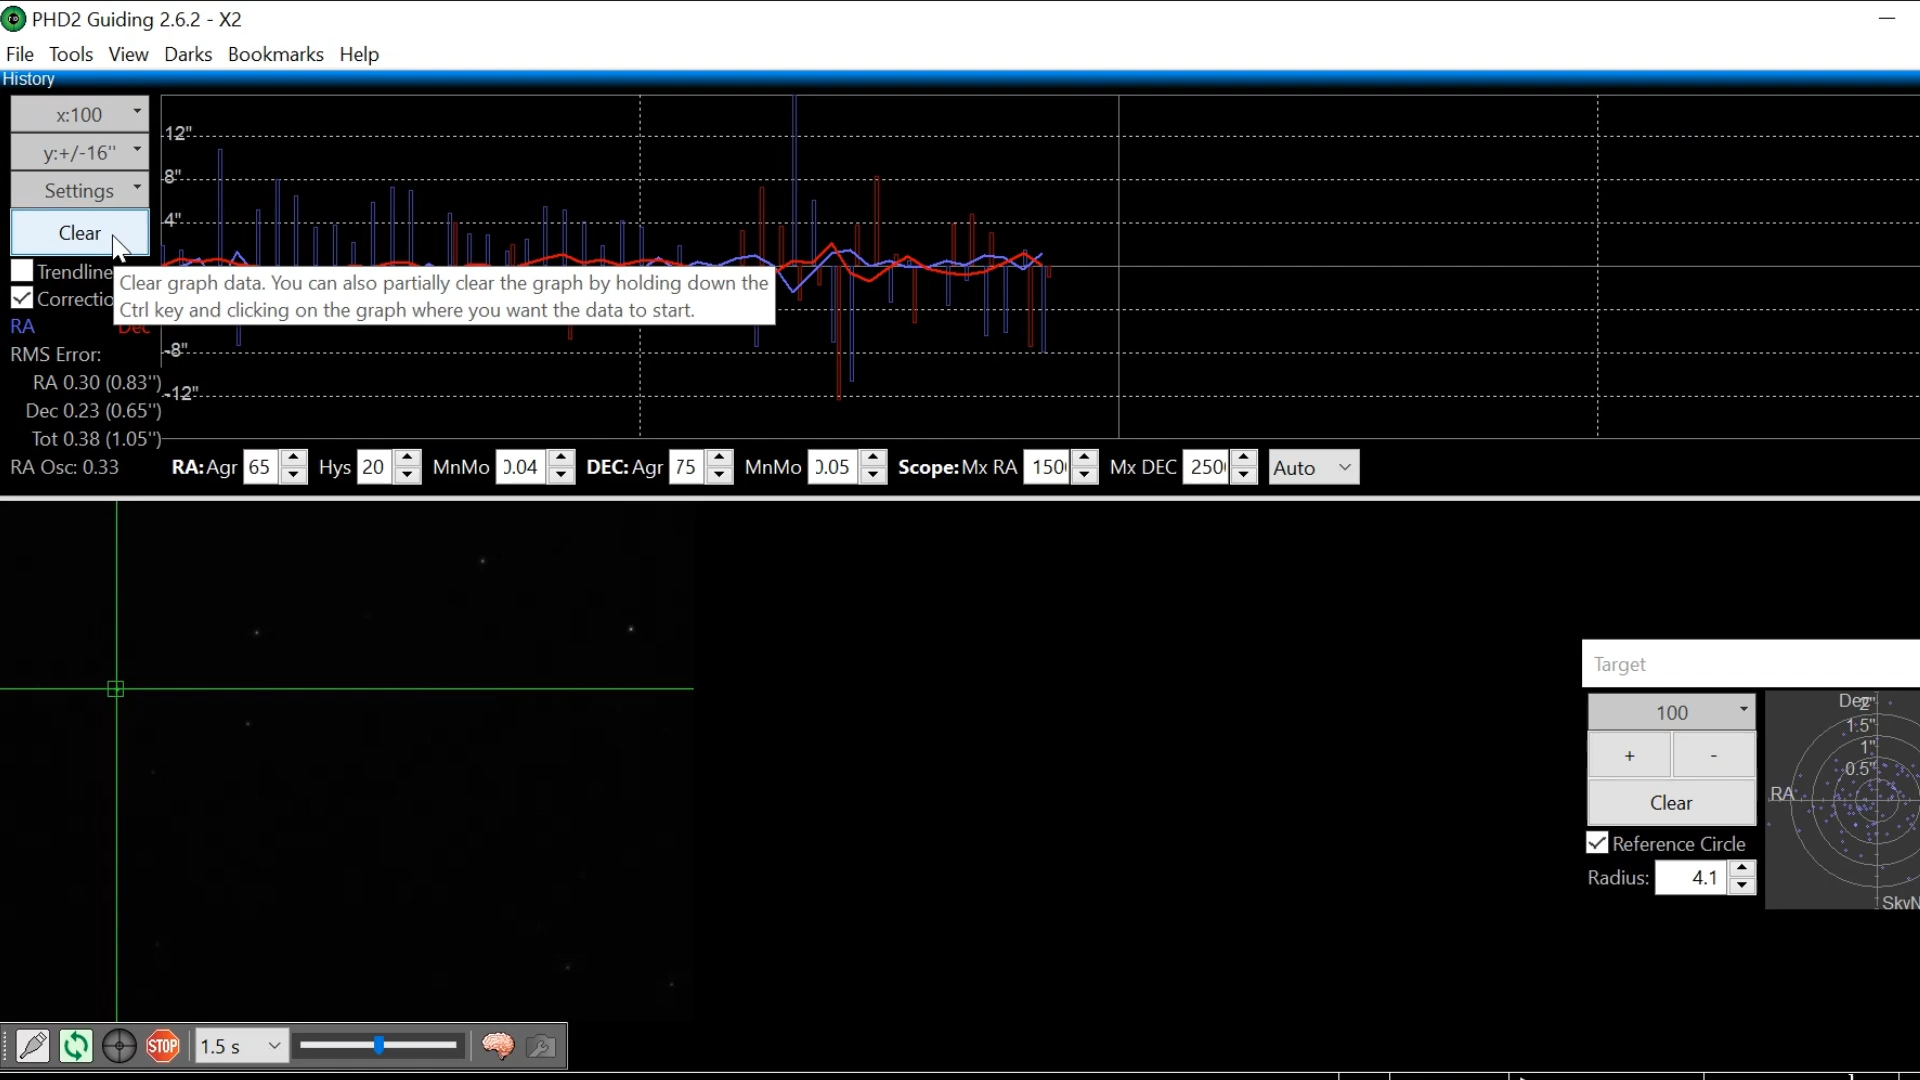 PHD2 Guiding 2.6.2 - X2
File Tools View Darks Bookmarks Help
History
x:100
y:+/-16"
Settings
Clear
Trendline
Correctio
RA Dec
RMS Error:
RA 0.30 (0.83")
Dec 0.23 (0.65")
Tot 0.38 (1.05")
RA Osc: 0.33
12"
8"
4"
-8"
-12"
Clear graph data. You can also partially clear the graph by holding down the
Ctrl key and clicking on the graph where you want the data to start.
RA: Agr 65 Hys 20 MnMo 0.04 DEC: Agr 75 MnMo 0.05 Scope: Mx RA 150 Mx DEC 250 Auto
Target
100
+ -
Clear
Reference Circle
Radius: 4.1
Dec
2"
1.5"
1"
0.5"
RA
SkyN
STOP 1.5 s